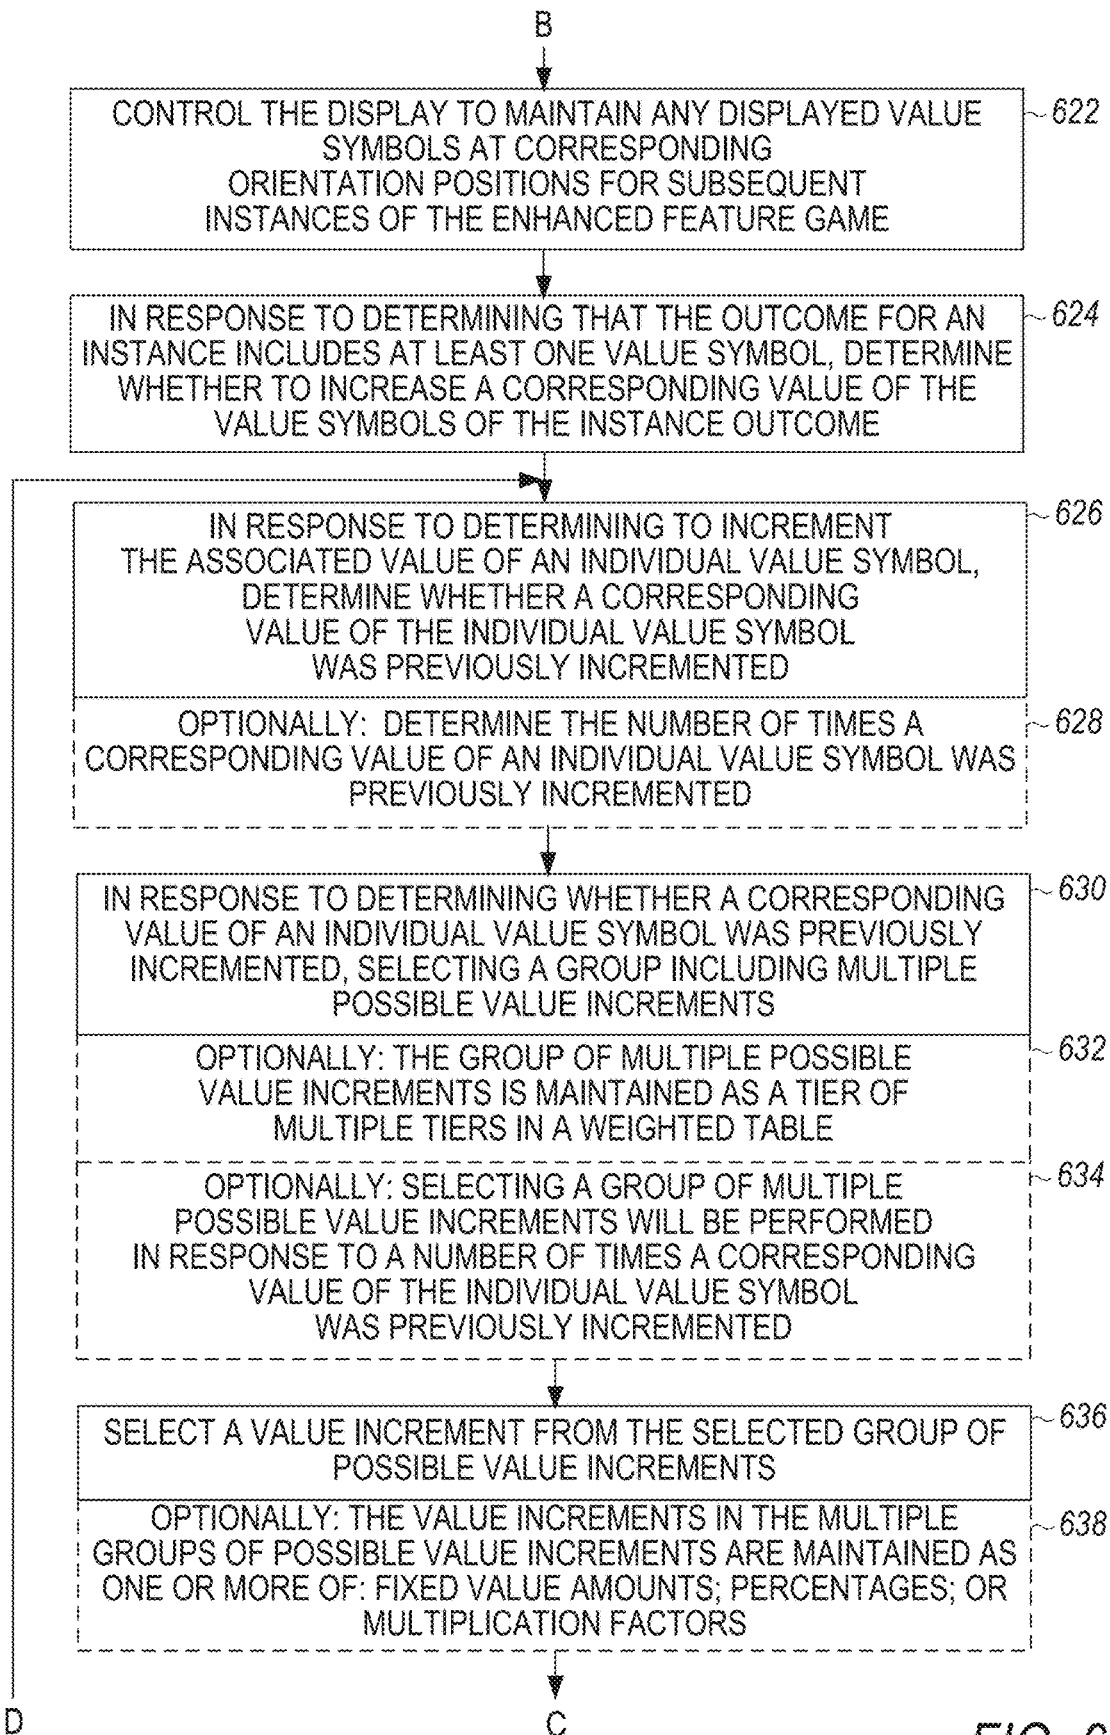 B
CONTROL THE DISPLAY TO MAINTAIN ANY DISPLAYED VALUE
SYMBOLS AT CORRESPONDING
ORIENTATION POSITIONS FOR SUBSEQUENT
INSTANCES OF THE ENHANCED FEATURE GAME
622
IN RESPONSE TO DETERMINING THAT THE OUTCOME FOR AN
INSTANCE INCLUDES AT LEAST ONE VALUE SYMBOL, DETERMINE
WHETHER TO INCREASE A CORRESPONDING VALUE OF THE
VALUE SYMBOLS OF THE INSTANCE OUTCOME
624
IN RESPONSE TO DETERMINING TO INCREMENT
THE ASSOCIATED VALUE OF AN INDIVIDUAL VALUE SYMBOL,
DETERMINE WHETHER A CORRESPONDING
VALUE OF THE INDIVIDUAL VALUE SYMBOL
WAS PREVIOUSLY INCREMENTED
626
OPTIONALLY: DETERMINE THE NUMBER OF TIMES A
CORRESPONDING VALUE OF AN INDIVIDUAL VALUE SYMBOL WAS
PREVIOUSLY INCREMENTED
628
IN RESPONSE TO DETERMINING WHETHER A CORRESPONDING
VALUE OF AN INDIVIDUAL VALUE SYMBOL WAS PREVIOUSLY
INCREMENTED, SELECTING A GROUP INCLUDING MULTIPLE
POSSIBLE VALUE INCREMENTS
630
OPTIONALLY: THE GROUP OF MULTIPLE POSSIBLE
VALUE INCREMENTS IS MAINTAINED AS A TIER OF
MULTIPLE TIERS IN A WEIGHTED TABLE
632
OPTIONALLY: SELECTING A GROUP OF MULTIPLE
POSSIBLE VALUE INCREMENTS WILL BE PERFORMED
IN RESPONSE TO A NUMBER OF TIMES A CORRESPONDING
VALUE OF THE INDIVIDUAL VALUE SYMBOL
WAS PREVIOUSLY INCREMENTED
634
SELECT A VALUE INCREMENT FROM THE SELECTED GROUP OF
POSSIBLE VALUE INCREMENTS
636
OPTIONALLY: THE VALUE INCREMENTS IN THE MULTIPLE
GROUPS OF POSSIBLE VALUE INCREMENTS ARE MAINTAINED AS
ONE OR MORE OF: FIXED VALUE AMOUNTS; PERCENTAGES; OR
MULTIPLICATION FACTORS
638
D
C